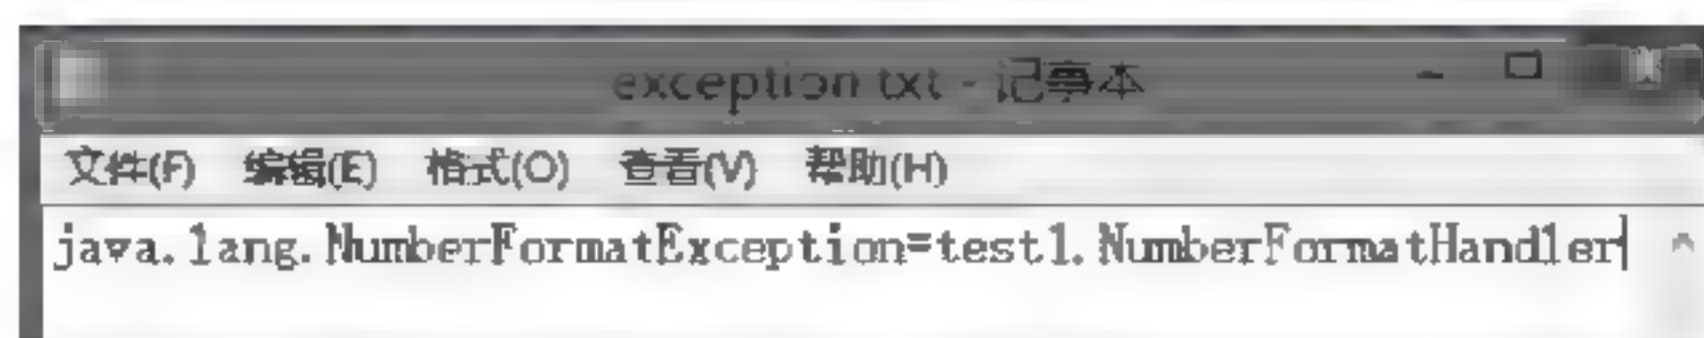 exception.txt - 记事本
文件(F) 编辑(E) 格式(O) 查看(V) 帮助(H)
java.lang.NumberFormatException=test1.NumberFormatHandler